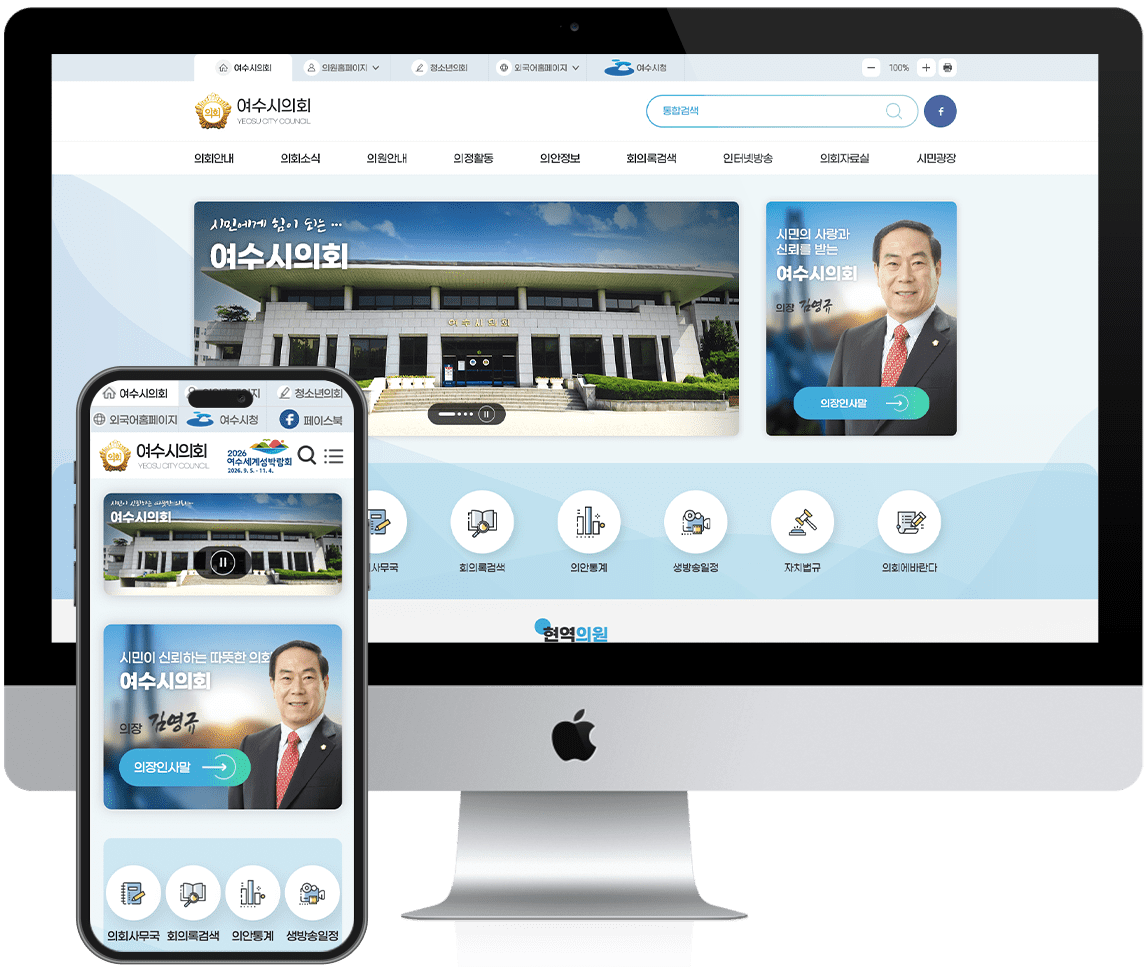 여수시의회
의원홈페이지
청소년의회
외국어홈페이지
여수시청
100%
의회
여수시의회
YEOSU CITY COUNCIL
통합검색
f
의회안내
의회소식
의원안내
의정활동
의안정보
회의록검색
인터넷방송
의회자료실
시민광장
시민에게 힘이 되는 ...
여수시의회
여수시의회
시민의 사랑과
신뢰를 받는
여수시의회
의장 김영규
의장인사말
사무국
회의록검색
의안통계
생방송일정
자치법규
의회에바란다
현역의원
여수시의회
청소년의회
외국어홈페이지
여수시청
f
페이스북
의회
여수시의회
YEOSU CITY COUNCIL
2026
여수세계섬박람회
2026. 9. 5. - 11. 4.
여수시의회
시민이 신뢰하는 따뜻한 의회
여수시의회
의장 김영규
의장인사말
의회사무국
회의록검색
의안통계
생방송일정